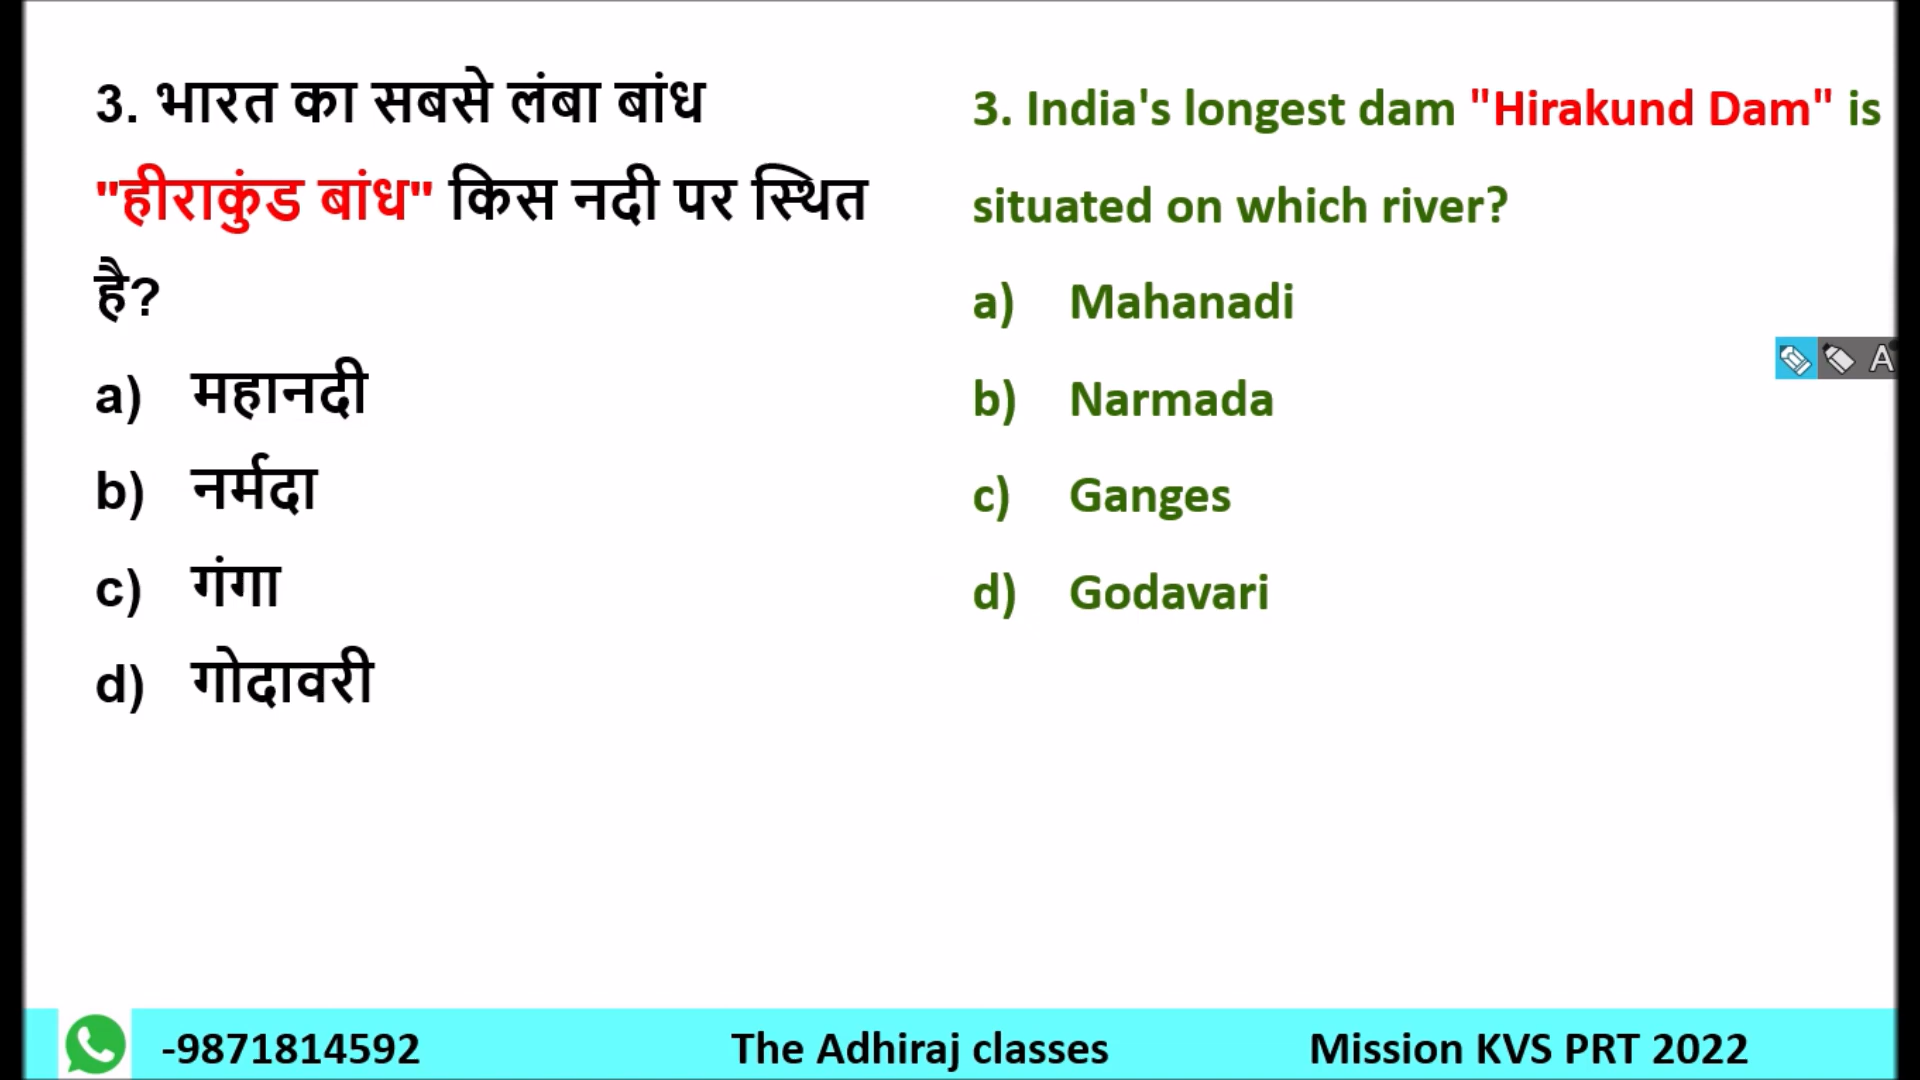 3. भारत का सबसे लंबा बांध
"हीराकुंड बांध" किस नदी पर स्थित
है?
a) महानदी
b) नर्मदा
c) गंगा
d) गोदावरी
3. India's longest dam "Hirakund Dam" is
situated on which river?
a) Mahanadi
b) Narmada
c) Ganges
d) Godavari
A
-9871814592 The Adhiraj classes Mission KVS PRT 2022